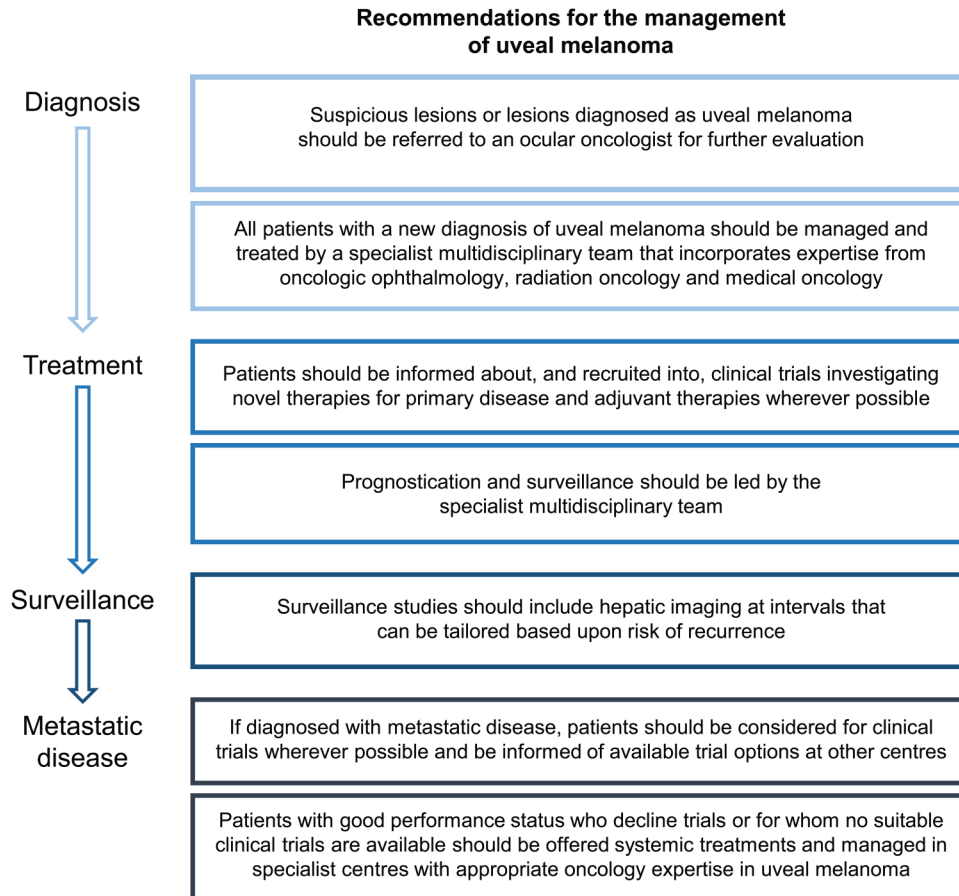 Recommendations for the management
of uveal melanoma
Diagnosis
Suspicious lesions or lesions diagnosed as uveal melanoma
should be referred to an ocular oncologist for further evaluation
All patients with a new diagnosis of uveal melanoma should be managed and
treated by a specialist multidisciplinary team that incorporates expertise from
oncologic ophthalmology, radiation oncology and medical oncology
Treatment
Patients should be informed about, and recruited into, clinical trials investigating
novel therapies for primary disease and adjuvant therapies wherever possible
Prognostication and surveillance should be led by the
specialist multidisciplinary team
Surveillance
Surveillance studies should include hepatic imaging at intervals that
can be tailored based upon risk of recurrence
Metastatic
disease
If diagnosed with metastatic disease, patients should be considered for clinical
trials wherever possible and be informed of available trial options at other centres
Patients with good performance status who decline trials or for whom no suitable
clinical trials are available should be offered systemic treatments and managed in
specialist centres with appropriate oncology expertise in uveal melanoma